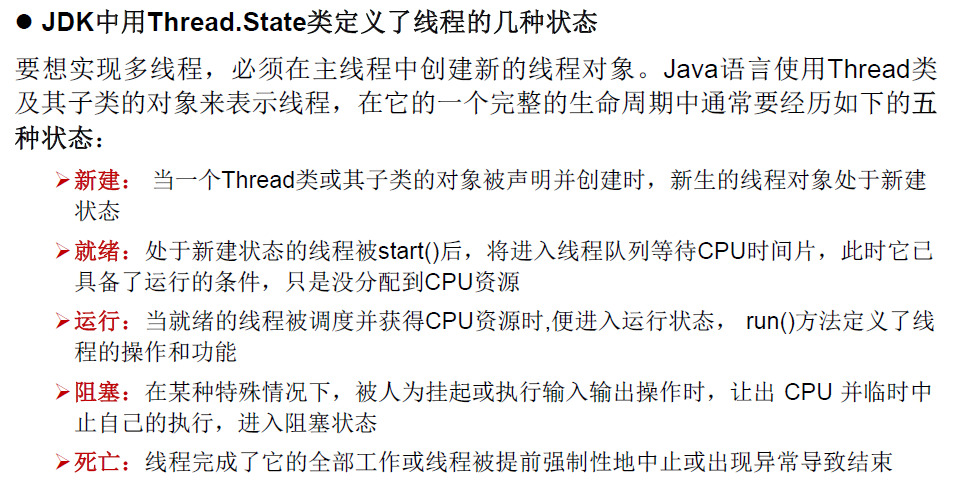 ● JDK中用Thread.State类定义了线程的几种状态
要想实现多线程，必须在主线程中创建新的线程对象。Java语言使用Thread类
及其子类的对象来表示线程，在它的一个完整的生命周期中通常要经历如下的五
种状态：
➢新建： 当一个Thread类或其子类的对象被声明并创建时，新生的线程对象处于新建
状态
➢就绪：处于新建状态的线程被start()后，将进入线程队列等待CPU时间片，此时它已
具备了运行的条件，只是没分配到CPU资源
➢运行：当就绪的线程被调度并获得CPU资源时,便进入运行状态， run()方法定义了线
程的操作和功能
➢阻塞：在某种特殊情况下，被人为挂起或执行输入输出操作时，让出 CPU 并临时中
止自己的执行，进入阻塞状态
➢死亡：线程完成了它的全部工作或线程被提前强制性地中止或出现异常导致结束